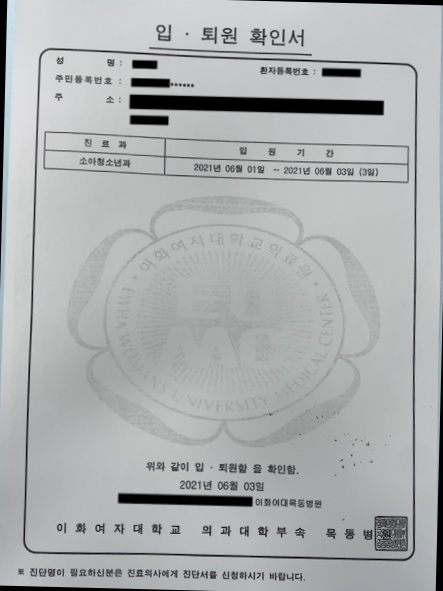 입 · 퇴원 확인서
성 명 :
환자등록번호 :
주민등록번호 : ******
주 소 :
진 료 과 입 원 기 간
소아청소년과 2021년 06월 01일 ~ 2021년 06월 03일 (3일)
이화여자대학교의료원
EWHA WOMANS UNIVERSITY MEDICAL CENTER
EU
MC
위와 같이 입 · 퇴원함 을 확인함.
2021년 06월 03일
이화여대목동병원
이 화 여 자 대 학 교 의 과 대 학 부 속 목 동 병
※ 진단명이 필요하신분은 진료의사에게 진단서를 신청하시기 바랍니다.